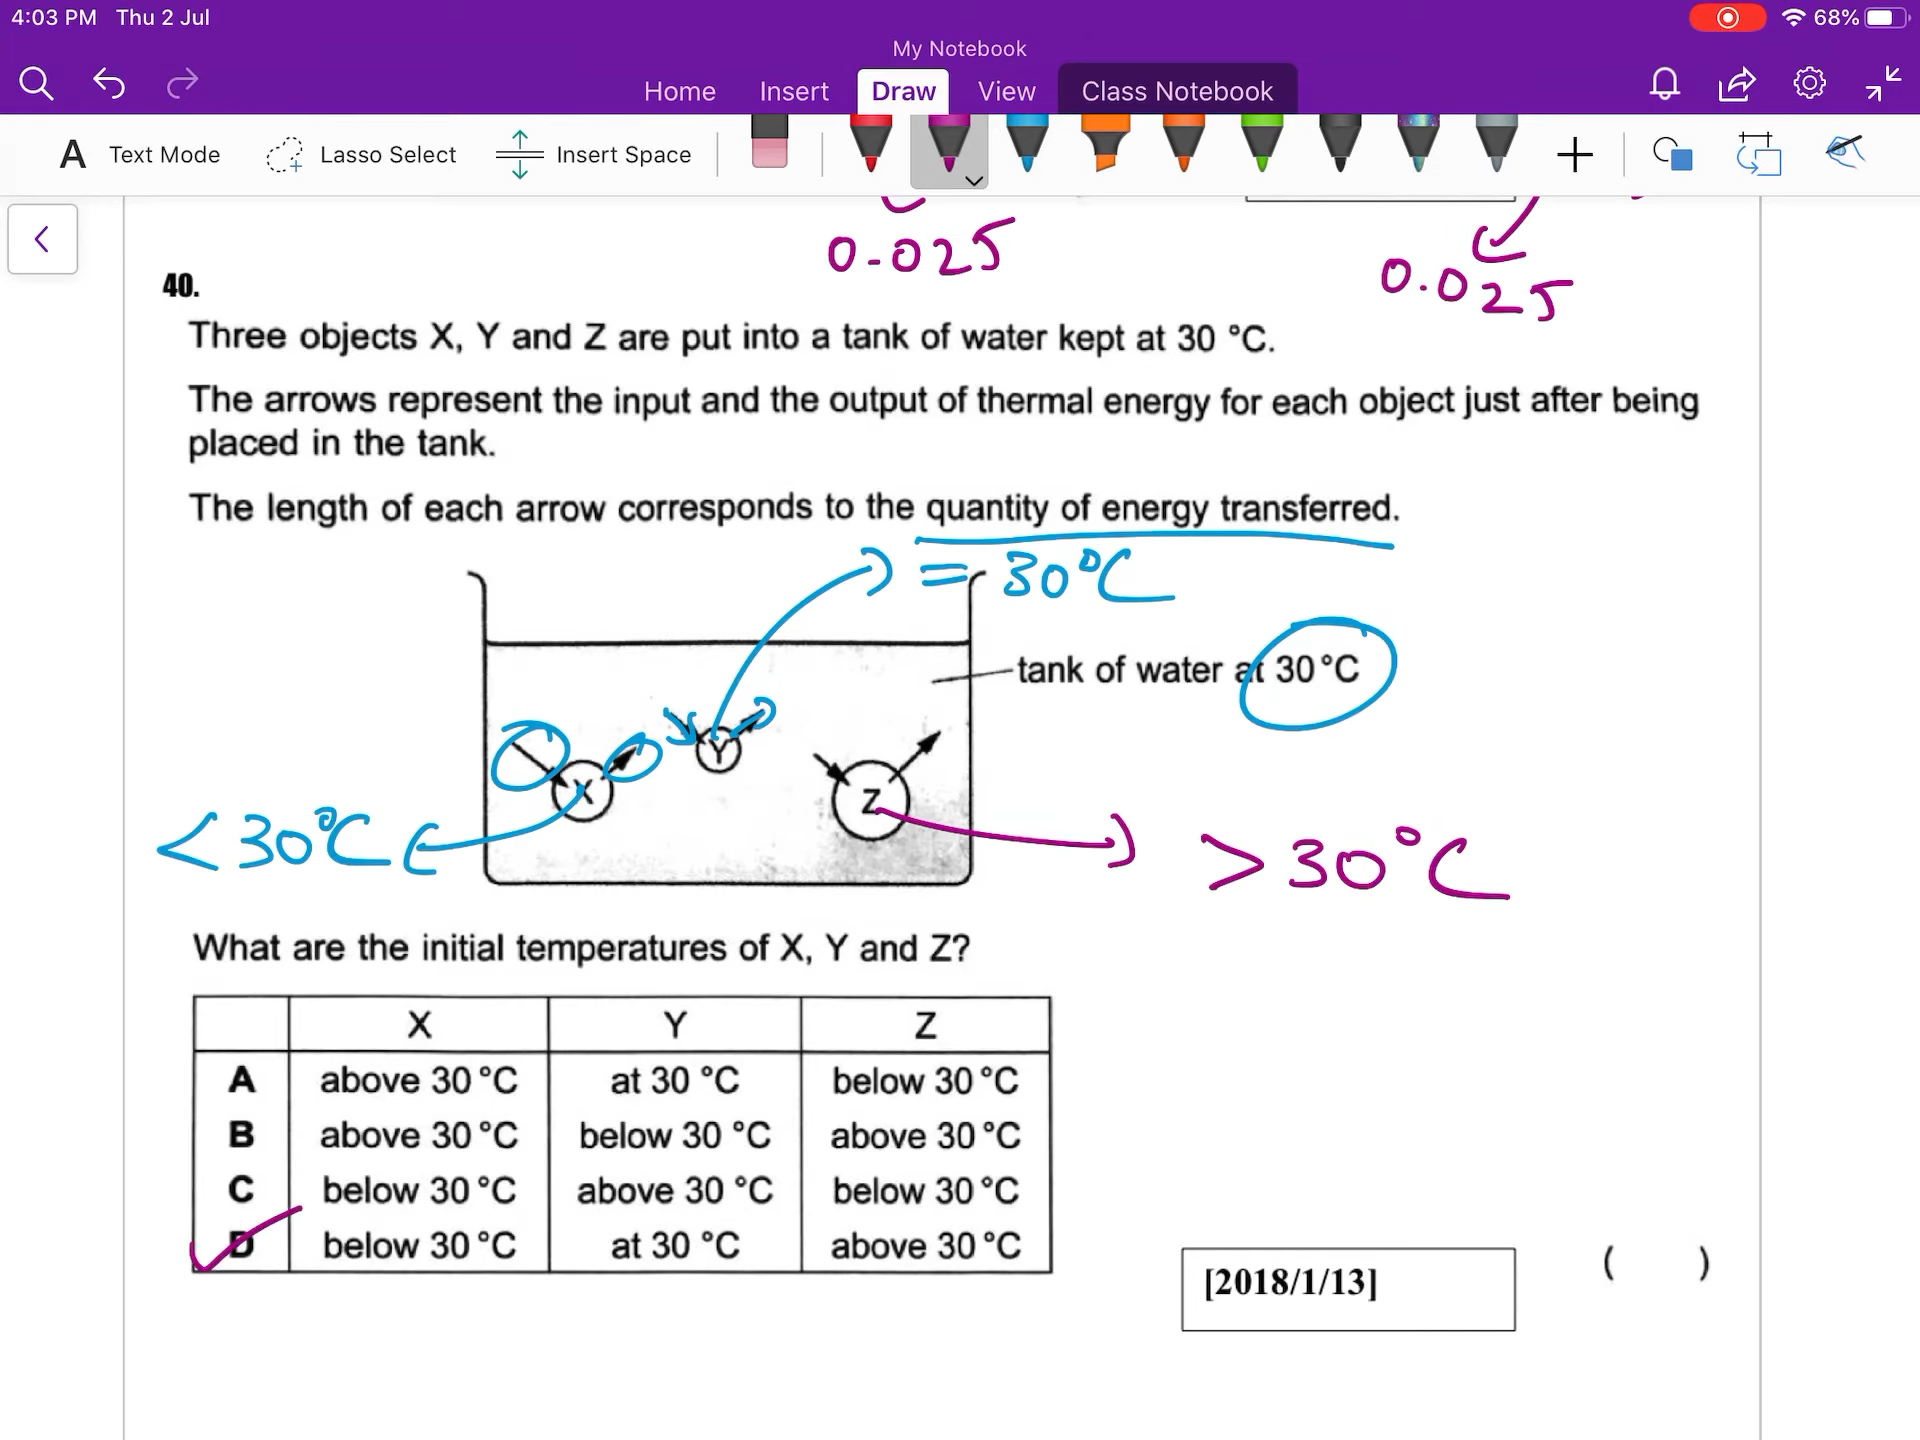 4:03 PM Thu 2 Jul
68%
My Notebook
Home Insert Draw View Class Notebook
A Text Mode Lasso Select Insert Space
0.025
0.025
40.
Three objects X, Y and Z are put into a tank of water kept at 30 °C.
The arrows represent the input and the output of thermal energy for each object just after being
placed in the tank.
The length of each arrow corresponds to the quantity of energy transferred.
= 30°C
tank of water at 30 °C
X
Y
Z
<30°C
>30°C
What are the initial temperatures of X, Y and Z?
X Y Z
A above 30 °C at 30 °C below 30 °C
B above 30 °C below 30 °C above 30 °C
C below 30 °C above 30 °C below 30 °C
D below 30 °C at 30 °C above 30 °C
[2018/1/13]
( )